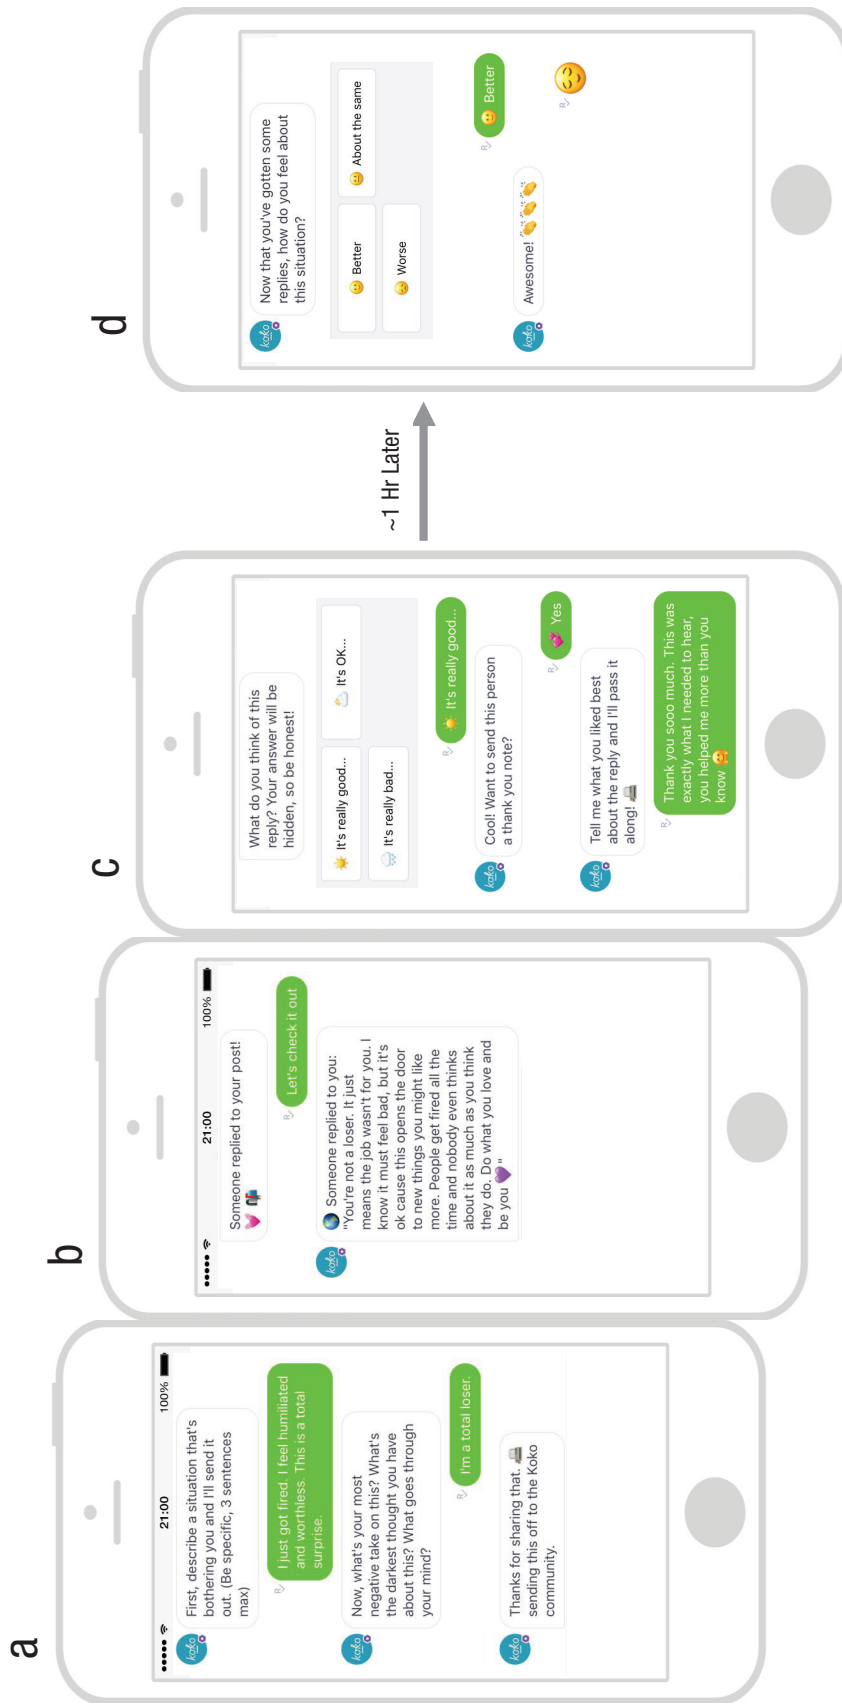 a
21:00
100%
koko
First, describe a situation that's
bothering you and I'll send it
out. (Be specific, 3 sentences
max)
I just got fired. I feel humiliated
and worthless. This is a total
surprise.
koko
Now, what's your most
negative take on this? What's
the darkest thought you have
about this? What goes through
your mind?
I'm a total loser.
koko
Thanks for sharing that.
sending this off to the Koko
community.
b
21:00
100%
Someone replied to your post!
Let's check it out
koko
Someone replied to you:
"You're not a loser. It just
means the job wasn't for you. I
know it must feel bad, but it's
ok cause this opens the door
to new things you might like
more. People get fired all the
time and nobody even thinks
about it as much as you think
they do. Do what you love and
be you 💜"
c
What do you think of this
reply? Your answer will be
hidden, so be honest!
It's really good...
It's OK...
It's really bad...
It's really good...
koko
Cool! Want to send this person
a thank you note?
Yes
koko
Tell me what you liked best
about the reply and I'll pass it
along!
Thank you sooo much. This was
exactly what I needed to hear,
you helped me more than you
know
~1 Hr Later
d
koko
Now that you've gotten some
replies, how do you feel about
this situation?
Better
About the same
Worse
Better
koko
Awesome! 👏👏👏